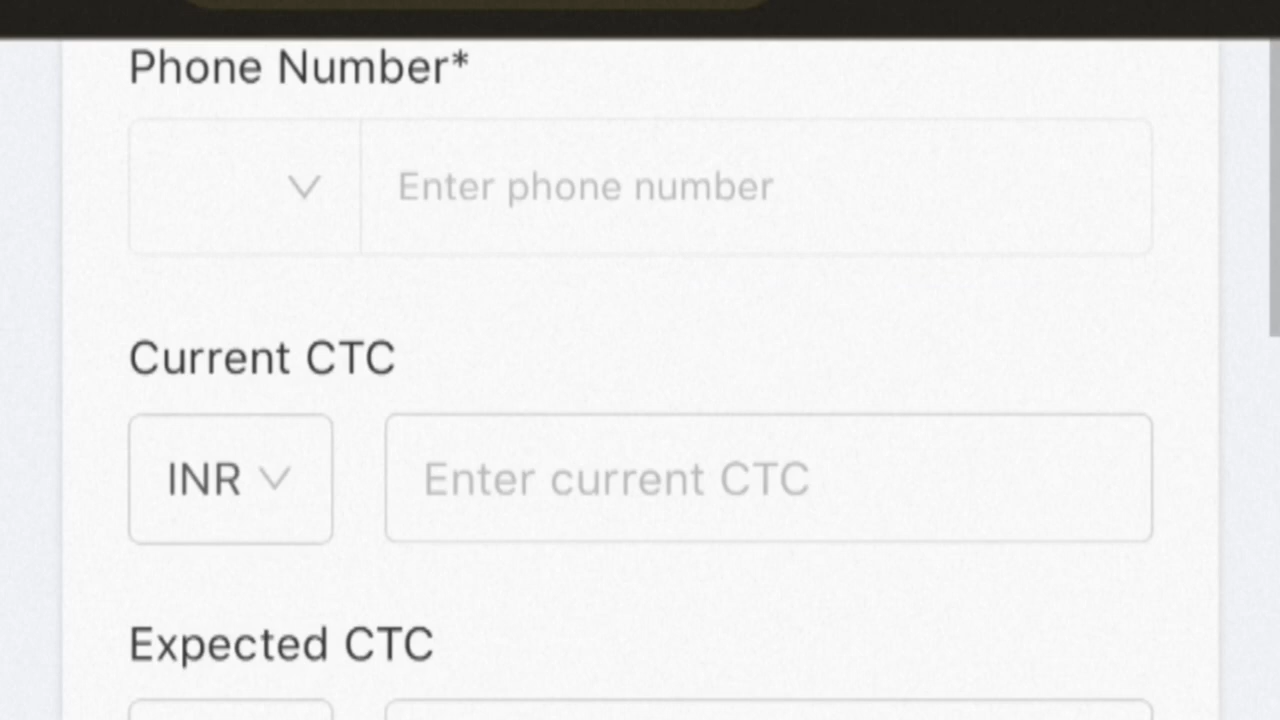 Phone Number*
Enter phone number
Current CTC
INR
Enter current CTC
Expected CTC